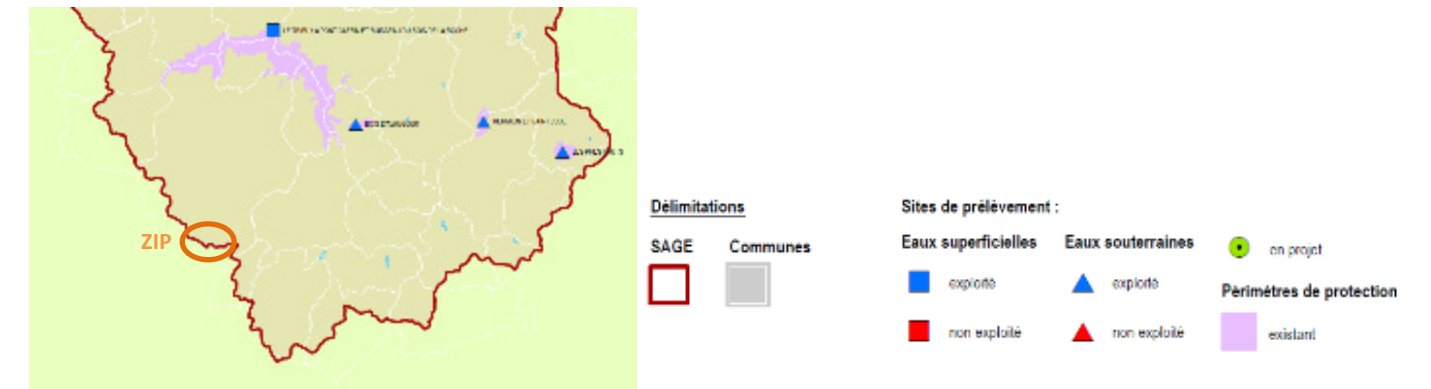 ZIP
Délimitations
SAGE
Communes
Sites de prélèvement :
Eaux superficielles
Eaux souterraines
exploité
exploité
en projet
non exploité
non exploité
Périmètres de protection
existant